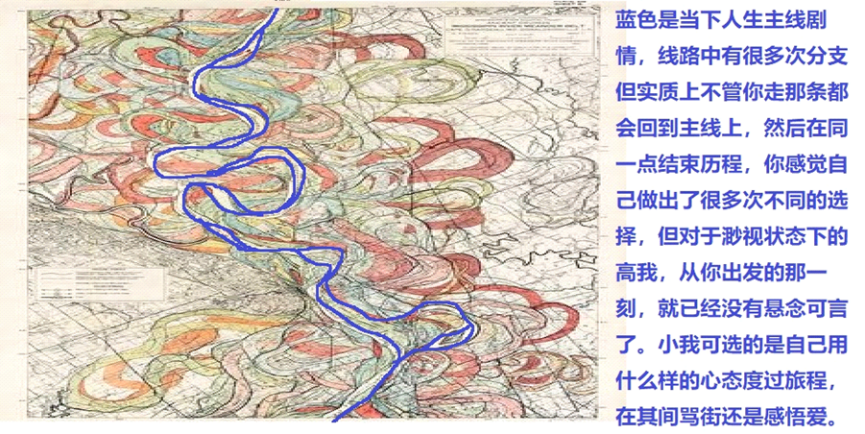 蓝色是当下人生主线剧
情，线路中有很多次分支
但实质上不管你走那条都
会回到主线上，然后在同
一点结束历程，你感觉自
己做出了很多次不同的选
择，但对于渺视状态下的
高我，从你出发的那一
刻，就已经没有悬念可言
了。小我可选的是自己用
什么样的心态度过旅程，
在其间骂街还是感悟爱。